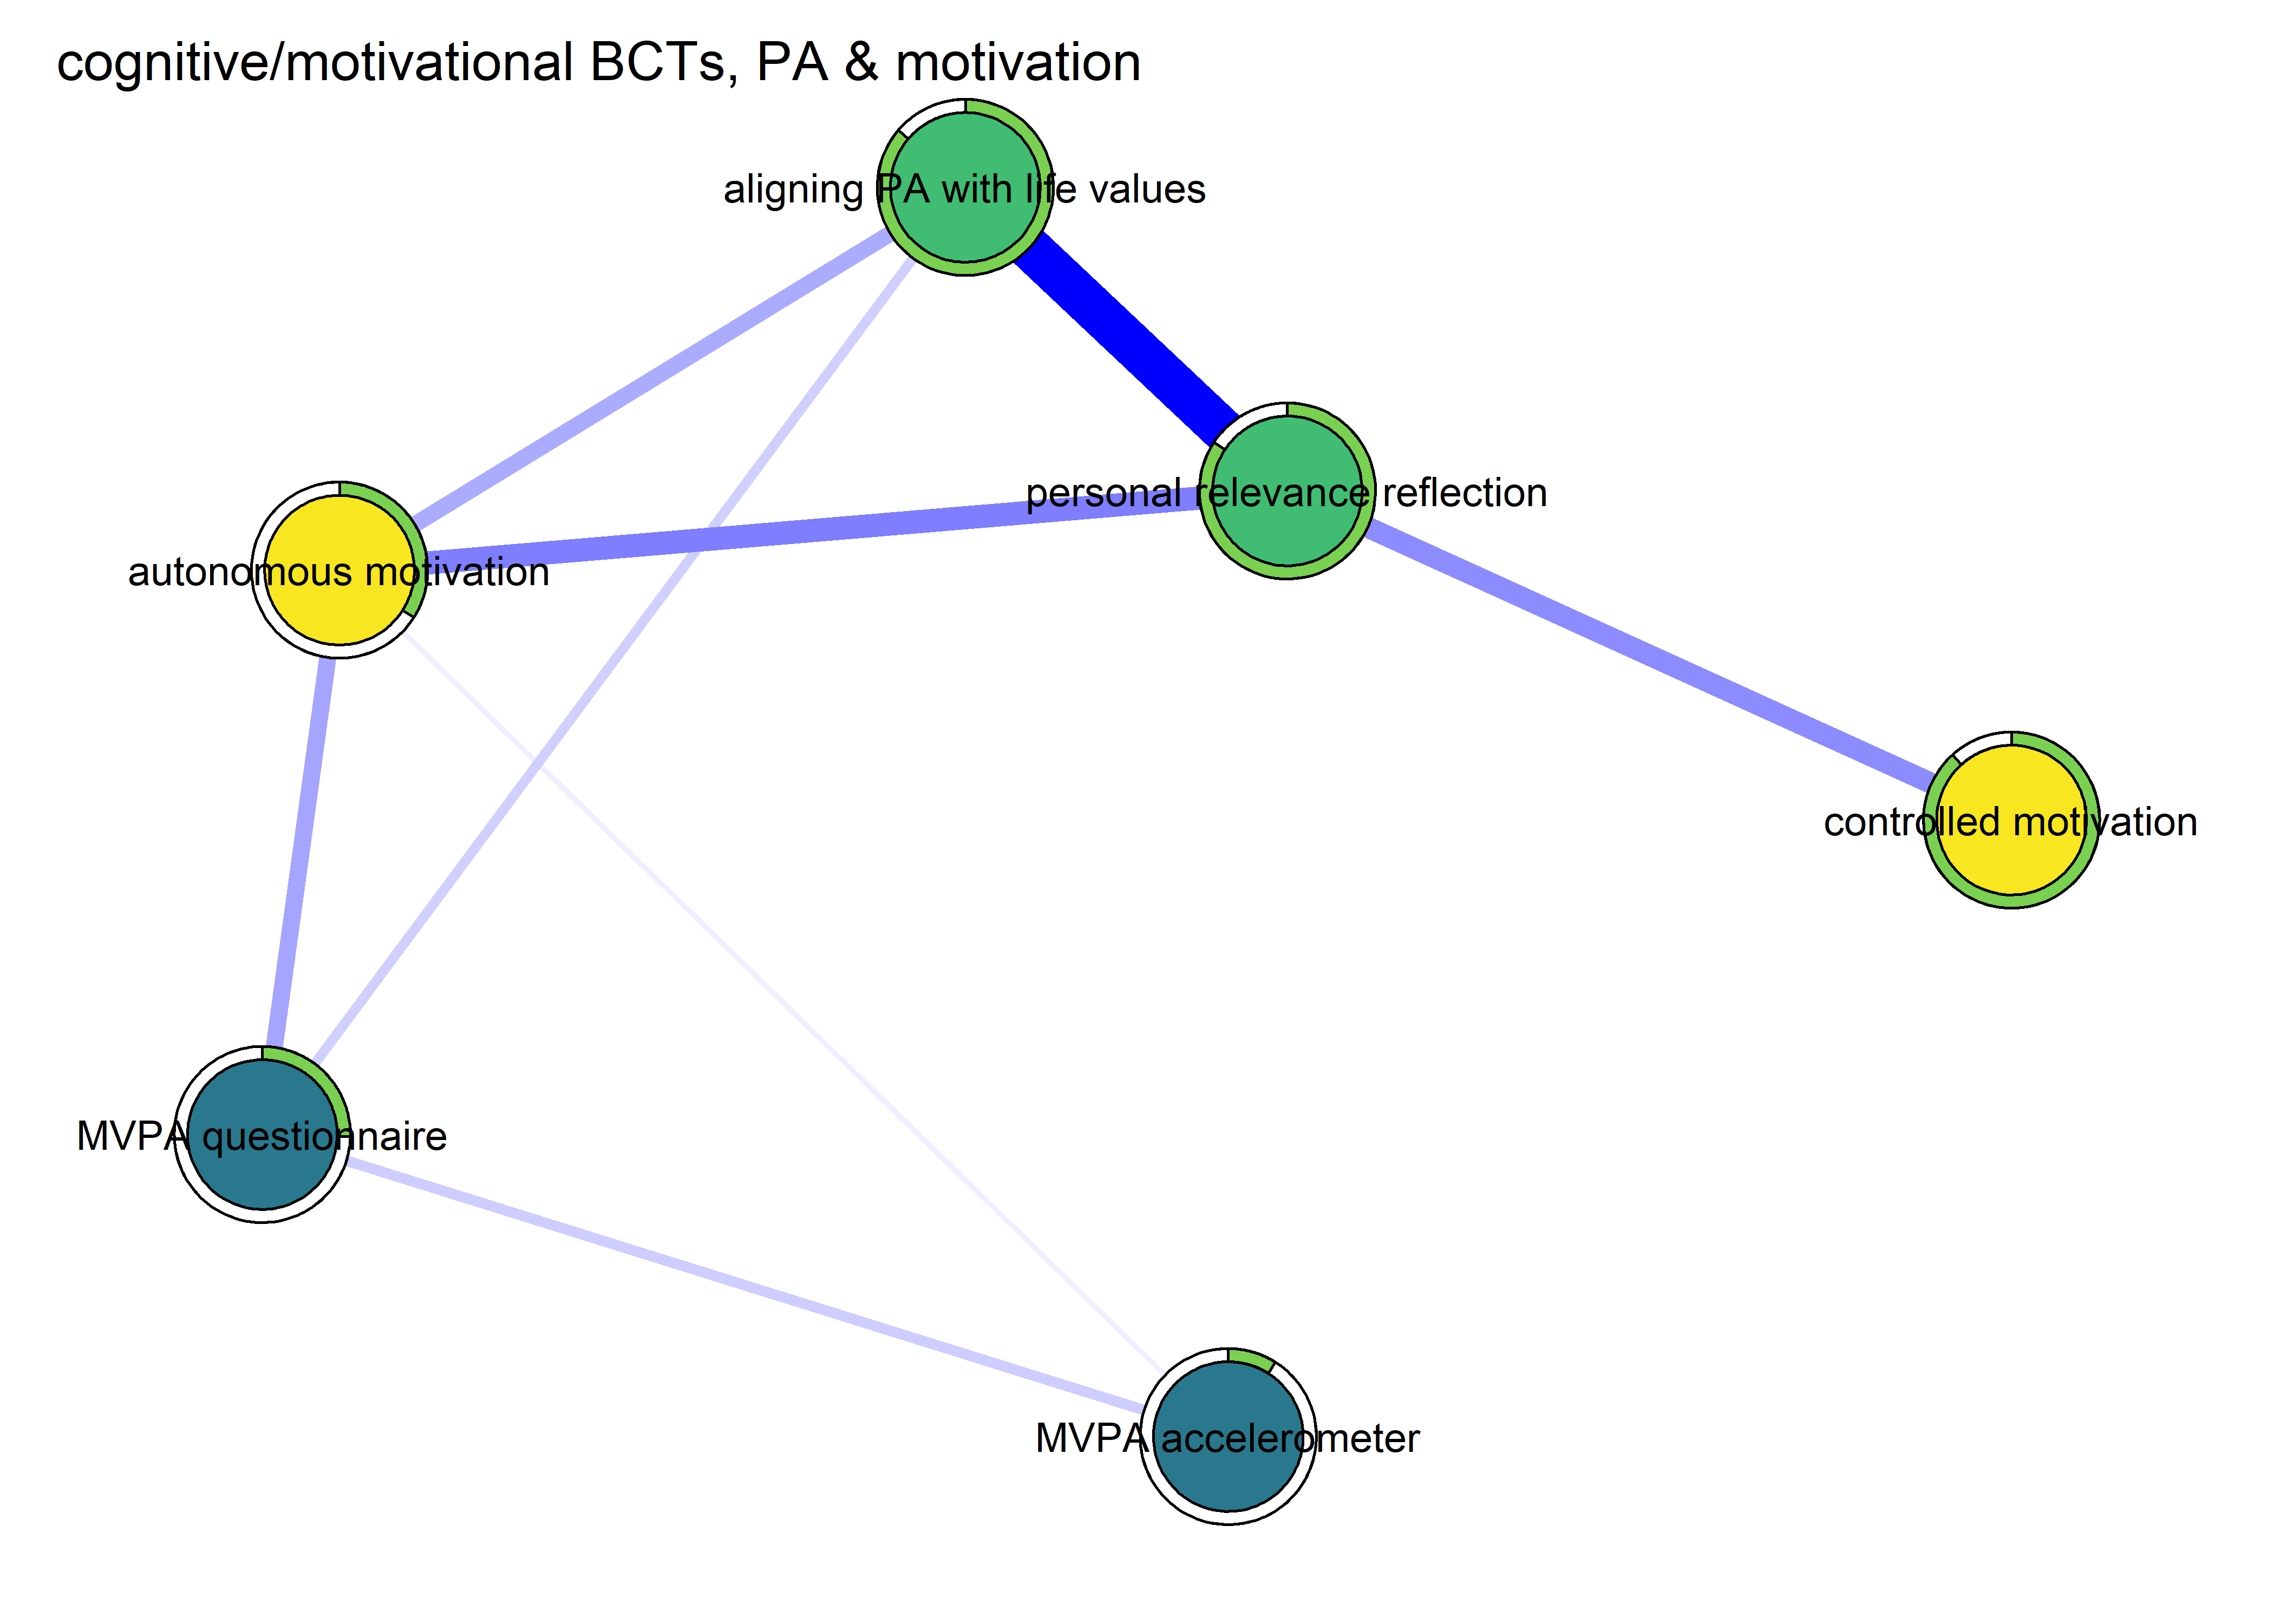 cognitive/motivational BCTs, PA & motivation
aligning PA with life values
personal relevance reflection
autonomous motivation
controlled motivation
MVPA questionnaire
MVPA accelerometer